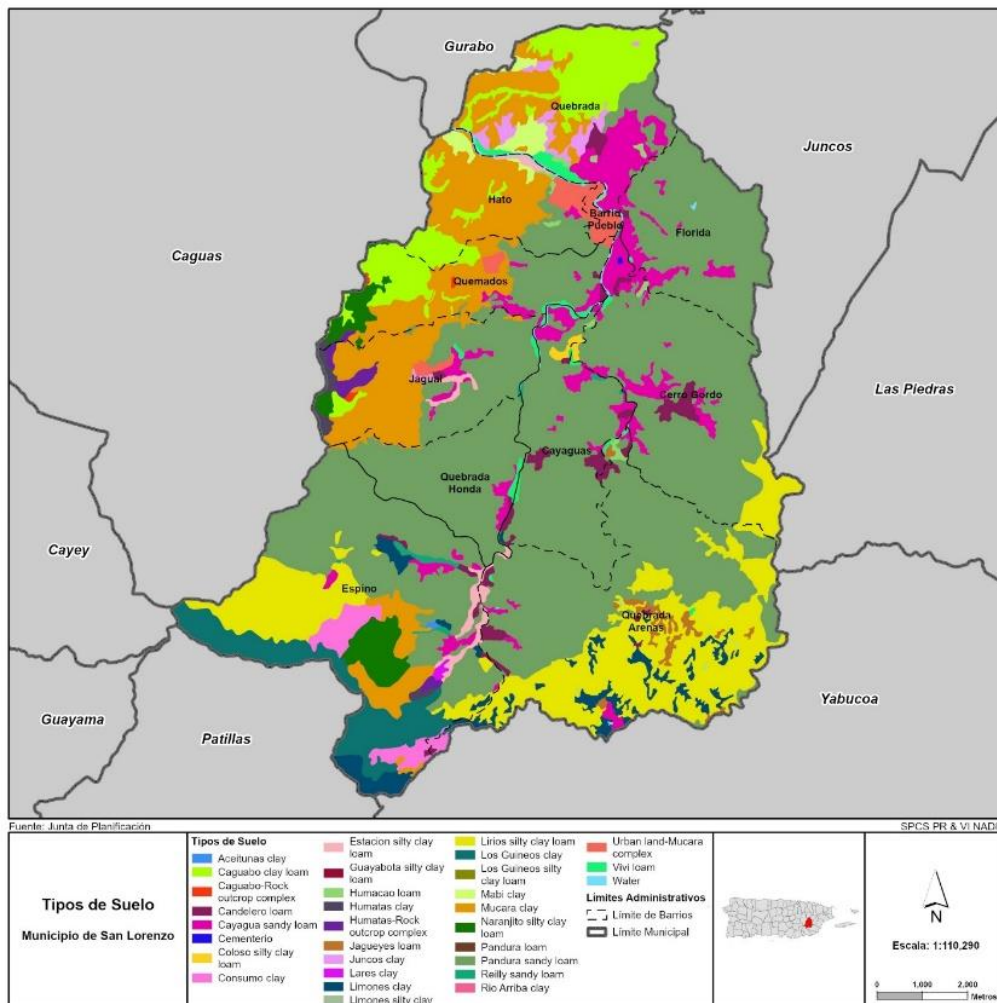 Gurabo
Juncos
Caguas
Las Piedras
Cayey
Guayama
Patillas
Yabucoa
Quebrada
Hato
Barrio
Pueblo
Florida
Quemados
Jagual
Cerro Gordo
Cayaguas
Quebrada
Honda
Espino
Quebrada
Arenas
Fuente: Junta de Planificación
SPCS PR & VI NAD
Tipos de Suelo
Municipio de San Lorenzo
Tipos de Suelo
Aceitunas clay
Caguabo clay loam
Caguabo-Rock
outcrop complex
Candelero loam
Cayagua sandy loam
Cementerio
Coloso silty clay
loam
Consumo clay
Estacion silty clay
loam
Guayabota silty clay
loam
Humacao loam
Humatas clay
Humatas-Rock
outcrop complex
Jagueyes loam
Juncos clay
Lares clay
Limones clay
Limones silty clay
Lirios silty clay loam
Los Guineos clay
Los Guineos silty
clay loam
Mabi clay
Mucara clay
Naranjito silty clay
loam
Pandura loam
Pandura sandy loam
Reilly sandy loam
Rio Arriba clay
Urban land-Mucara
complex
Vivi loam
Water
Límites Administrativos
Límite de Barrios
Límite Municipal
N
Escala: 1:110,290
0 1,000 2,000
Metros